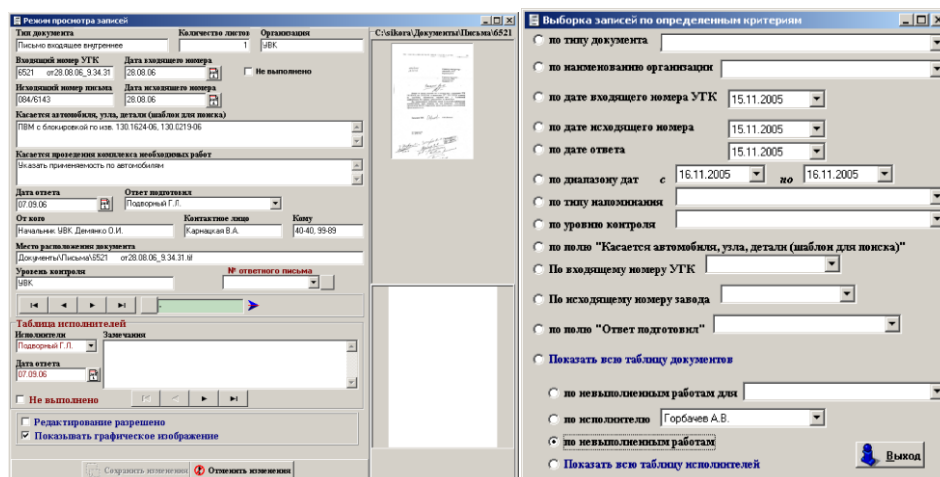 Режим просмотра записей
Тип документа Количество листов Организация C:\sikora\Документы\Письма\6521
Письмо входящее внутреннее 1 УВК
Входящий номер УГК Дата входящего номера
6521 от28.08.06_9.34.31 28.08.06 Не выполнено
Исходящий номер письма Дата исходящего номера
084/6143 28.08.06
Касается автомобиля, узла, детали (шаблон для поиска)
ПВМ с блокировкой по изв. 130.1624-06, 130.0219-06
Касается проведения комплекса необходимых работ
Указать применяемость по автомобилям
Дата ответа Ответ подготовил
07.09.06 Подворный Г.Л.
От кого Контактное лицо Кому
Начальник УВК Демянко О.И. Карнацкая В.А. 40-40, 99-89
Место расположения документа
Документы\Письма\6521 от28.08.06_9.34.31.tif
Уровень контроля № ответного письма
УВК
Таблица исполнителей
Исполнители Замечания
Подворный Г.Л.
Дата ответа
07.09.06
Не выполнено
Редактирование разрешено
Показывать графическое изображение
Сохранить изменения Отменить изменения
Выборка записей по определенным критериям
по типу документа
по наименованию организации
по дате входящего номера УГК 15.11.2005
по дате исходящего номера 15.11.2005
по дате ответа 15.11.2005
по диапазону дат с 16.11.2005 по 16.11.2005
по типу напоминания
по уровню контроля
по полю "Касается автомобиля, узла, детали (шаблон для поиска)"
По входящему номеру УГК
По исходящему номеру завода
по полю "Ответ подготовил"
Показать всю таблицу документов
по невыполненным работам для
по исполнителю Горбачев А.В.
по невыполненным работам
Показать всю таблицу исполнителей
Выход